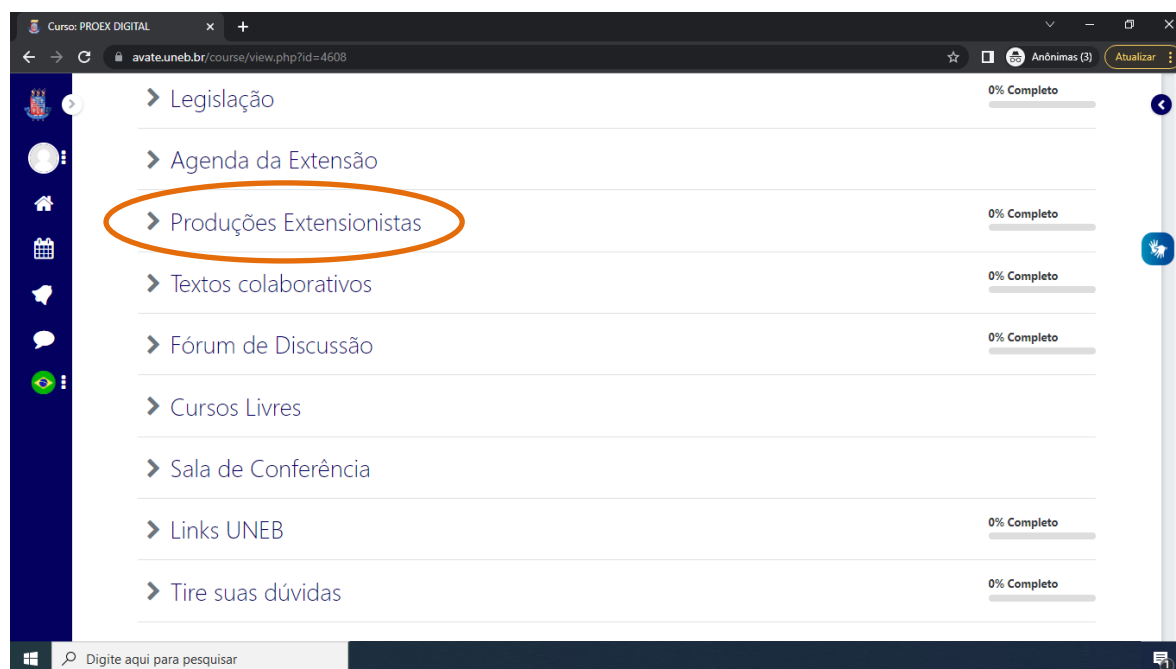 Curso: PROEX DIGITAL
avate.uneb.br/course/view.php?id=4608
Anônimas (3)
Atualizar
Legislação
0% Completo
Agenda da Extensão
Produções Extensionistas
0% Completo
Textos colaborativos
0% Completo
Fórum de Discussão
0% Completo
Cursos Livres
Sala de Conferência
Links UNEB
0% Completo
Tire suas dúvidas
0% Completo
Digite aqui para pesquisar